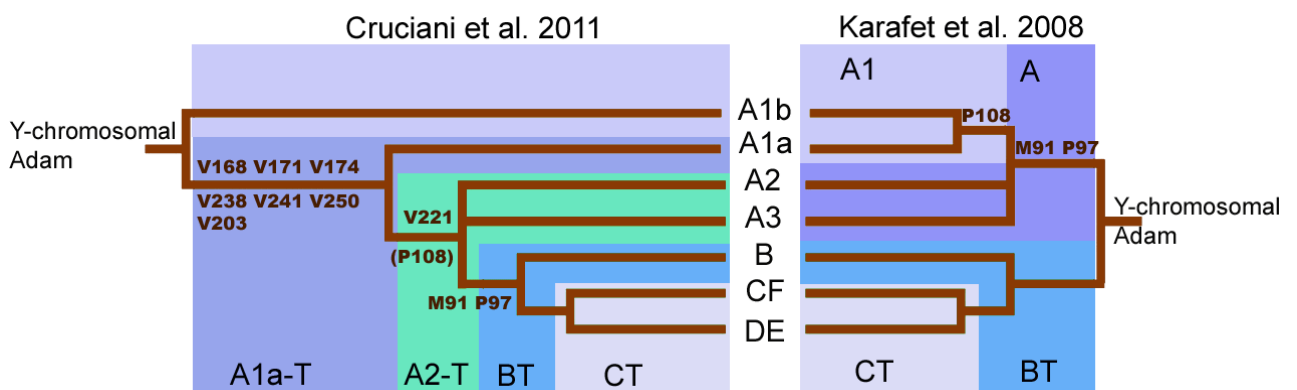 Cruciani et al. 2011
Karafet et al. 2008
A1
A
Y-chromosomal
Adam
A1b
P108
A1a
M91 P97
V168 V171 V174
V238 V241 V250
V203
A2
V221
A3
Y-chromosomal
Adam
(P108)
B
M91 P97
CF
DE
A1a-T
A2-T
BT
CT
CT
BT